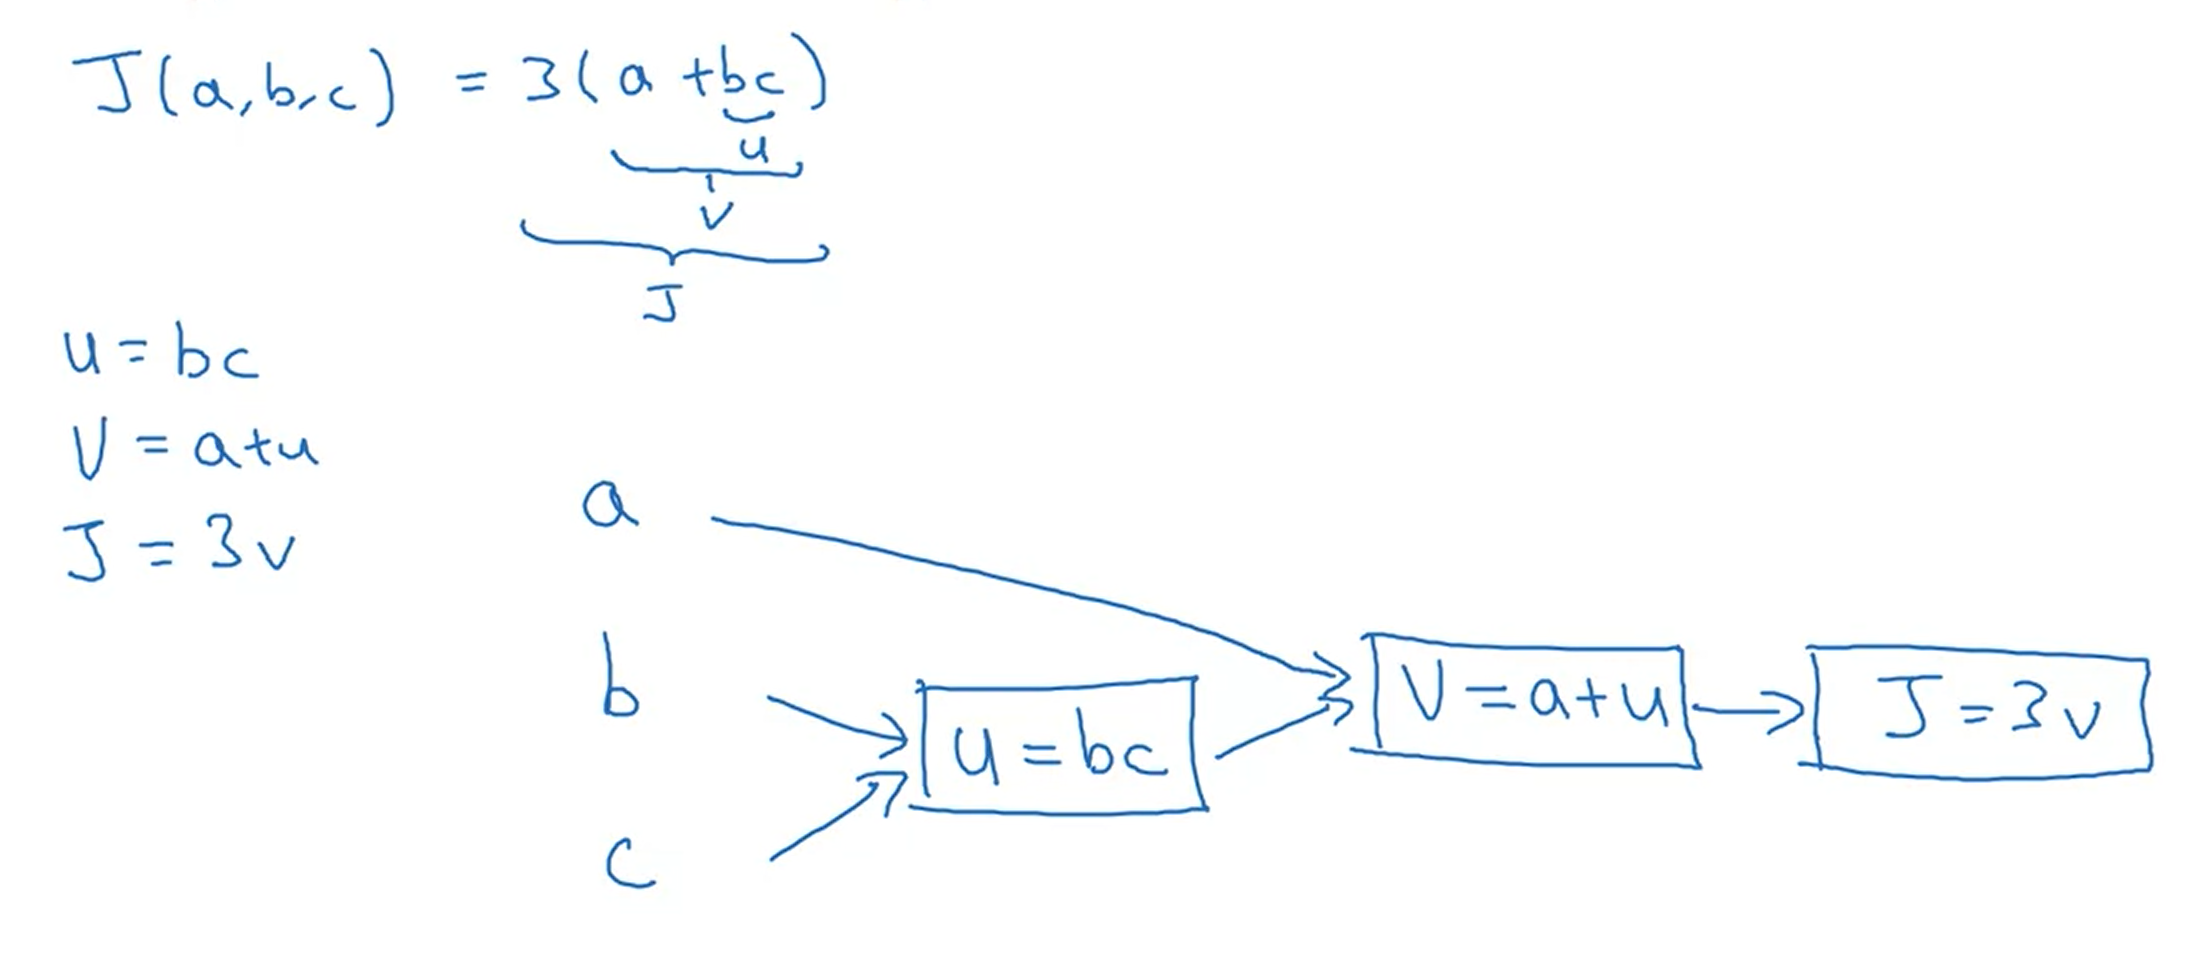 J(a,b,c) = 3(a+bc)
u
v
J
u = bc
v = a+u
J = 3v
a
b
c
u = bc
v = a+u
J = 3v